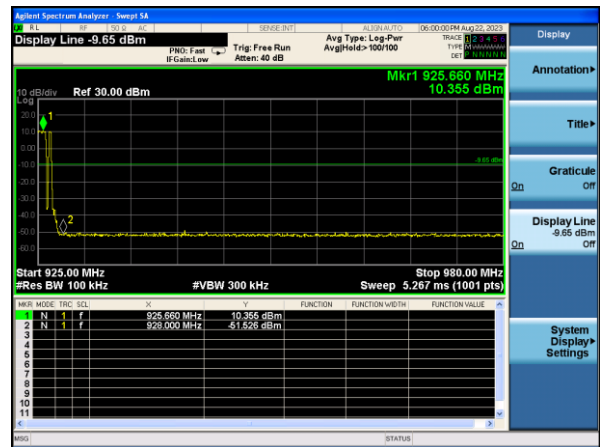 Agilent Spectrum Analyzer - Swept SA
RL RF 50 Ω AC SENSE:INT ALIGN AUTO 06:00:00 PM Aug 22, 2023
Display Line -9.65 dBm
PNO: Fast
IFGain:Low
Trig: Free Run
Atten: 40 dB
Avg Type: Log-Pwr
Avg|Hold:>100/100
TRACE 1 2 3 4 5 6
TYPE M
DET P N N N N N
Mkr1 925.660 MHz
10.355 dBm
10 dB/div Ref 30.00 dBm
Log
20.0
1
10.0
0.00
-10.0
-9.65 dBm
-20.0
-30.0
-40.0
2
-50.0
-60.0
Start 925.00 MHz Stop 980.00 MHz
#Res BW 100 kHz #VBW 300 kHz Sweep 5.267 ms (1001 pts)
MKR MODE TRC SCL X Y FUNCTION FUNCTION WIDTH FUNCTION VALUE
1 N 1 f 925.660 MHz 10.355 dBm
2 N 1 f 928.000 MHz -51.526 dBm
3
4
5
6
7
8
9
10
11
MSG STATUS
Display
Annotation
Title
Graticule
On Off
Display Line
-9.65 dBm
On Off
System
Display
Settings